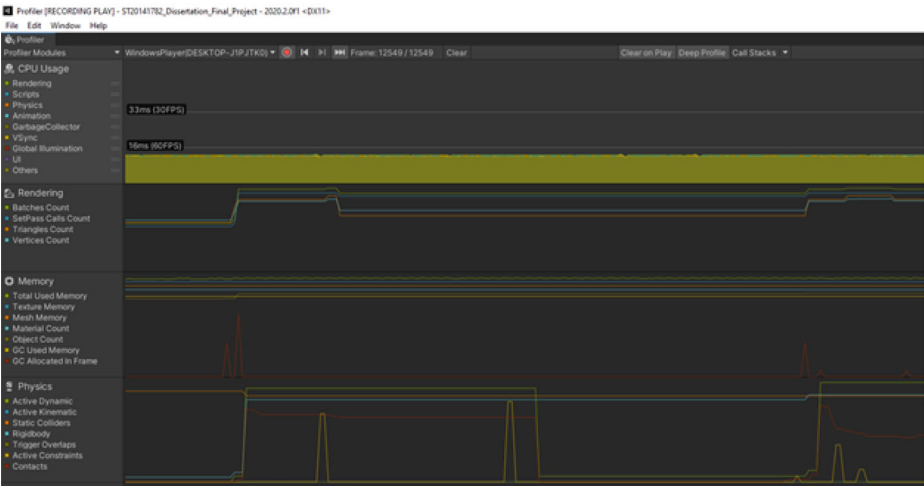 Profiler [RECORDING PLAY] - ST20141782_Dissertation_Final_Project - 2020.2.0f1 <DX11>
File Edit Window Help
Profiler
Profiler Modules WindowsPlayer(DESKTOP-J1PJTK0) Frame: 12549 / 12549 Clear Clear on Play Deep Profile Call Stacks
CPU Usage
Rendering
Scripts
Physics
Animation
GarbageCollector
VSync
Global Illumination
UI
Others
33ms (30FPS)
16ms (60FPS)
Rendering
Batches Count
SetPass Calls Count
Triangles Count
Vertices Count
Memory
Total Used Memory
Texture Memory
Mesh Memory
Material Count
Object Count
GC Used Memory
GC Allocated In Frame
Physics
Active Dynamic
Active Kinematic
Static Colliders
Rigidbody
Trigger Overlaps
Active Constraints
Contacts